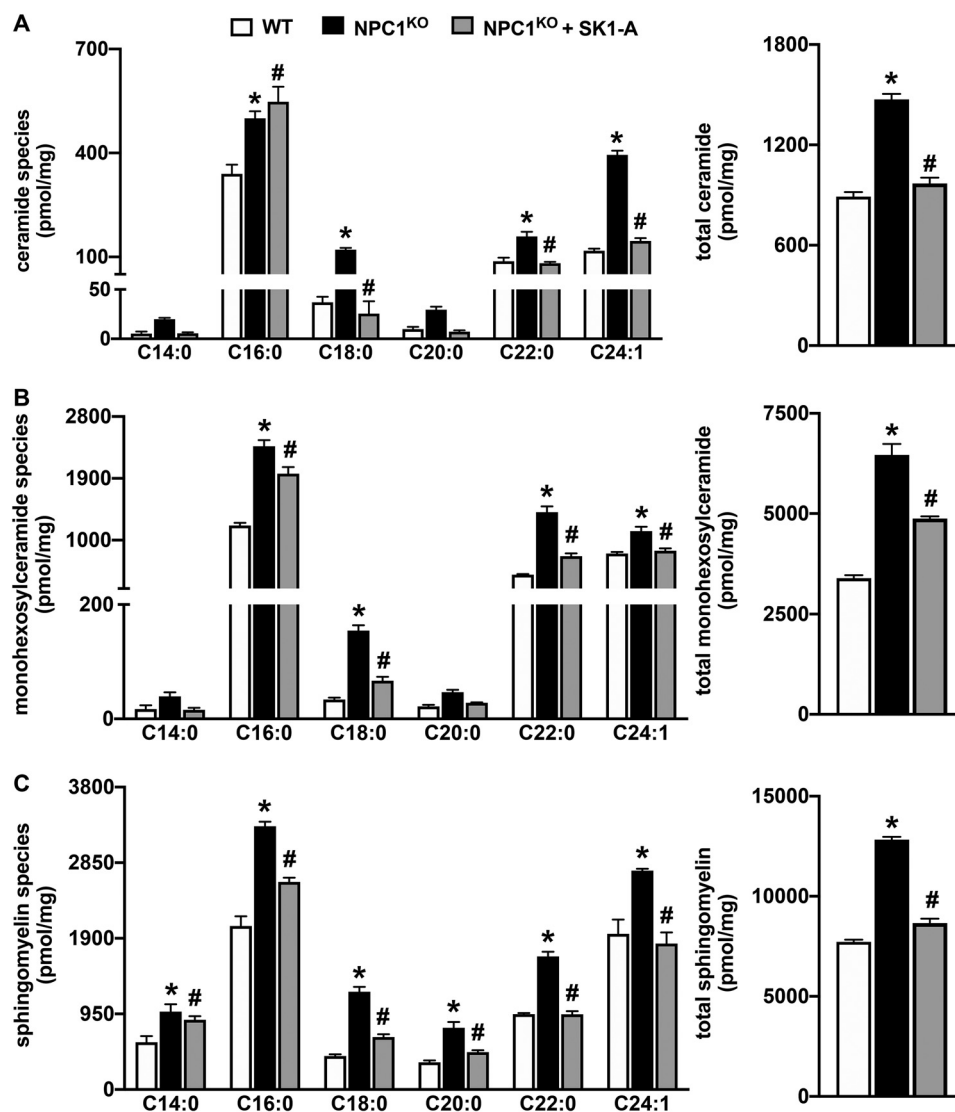 A
WT NPC1KO NPC1KO + SK1-A
ceramide species
(pmol/mg)
700
400
100
50
0
* # * # * # * #
C14:0 C16:0 C18:0 C20:0 C22:0 C24:1
total ceramide
(pmol/mg)
1800
1200
600
0
* #
B
monohexosylceramide species
(pmol/mg)
2800
1900
1000
200
0
* # * # * # * #
C14:0 C16:0 C18:0 C20:0 C22:0 C24:1
total monohexosylceramide
(pmol/mg)
7500
5000
2500
0
* #
C
sphingomyelin species
(pmol/mg)
3800
2850
1900
950
0
* # * # * # * # * # * #
C14:0 C16:0 C18:0 C20:0 C22:0 C24:1
total sphingomyelin
(pmol/mg)
15000
10000
5000
0
* #